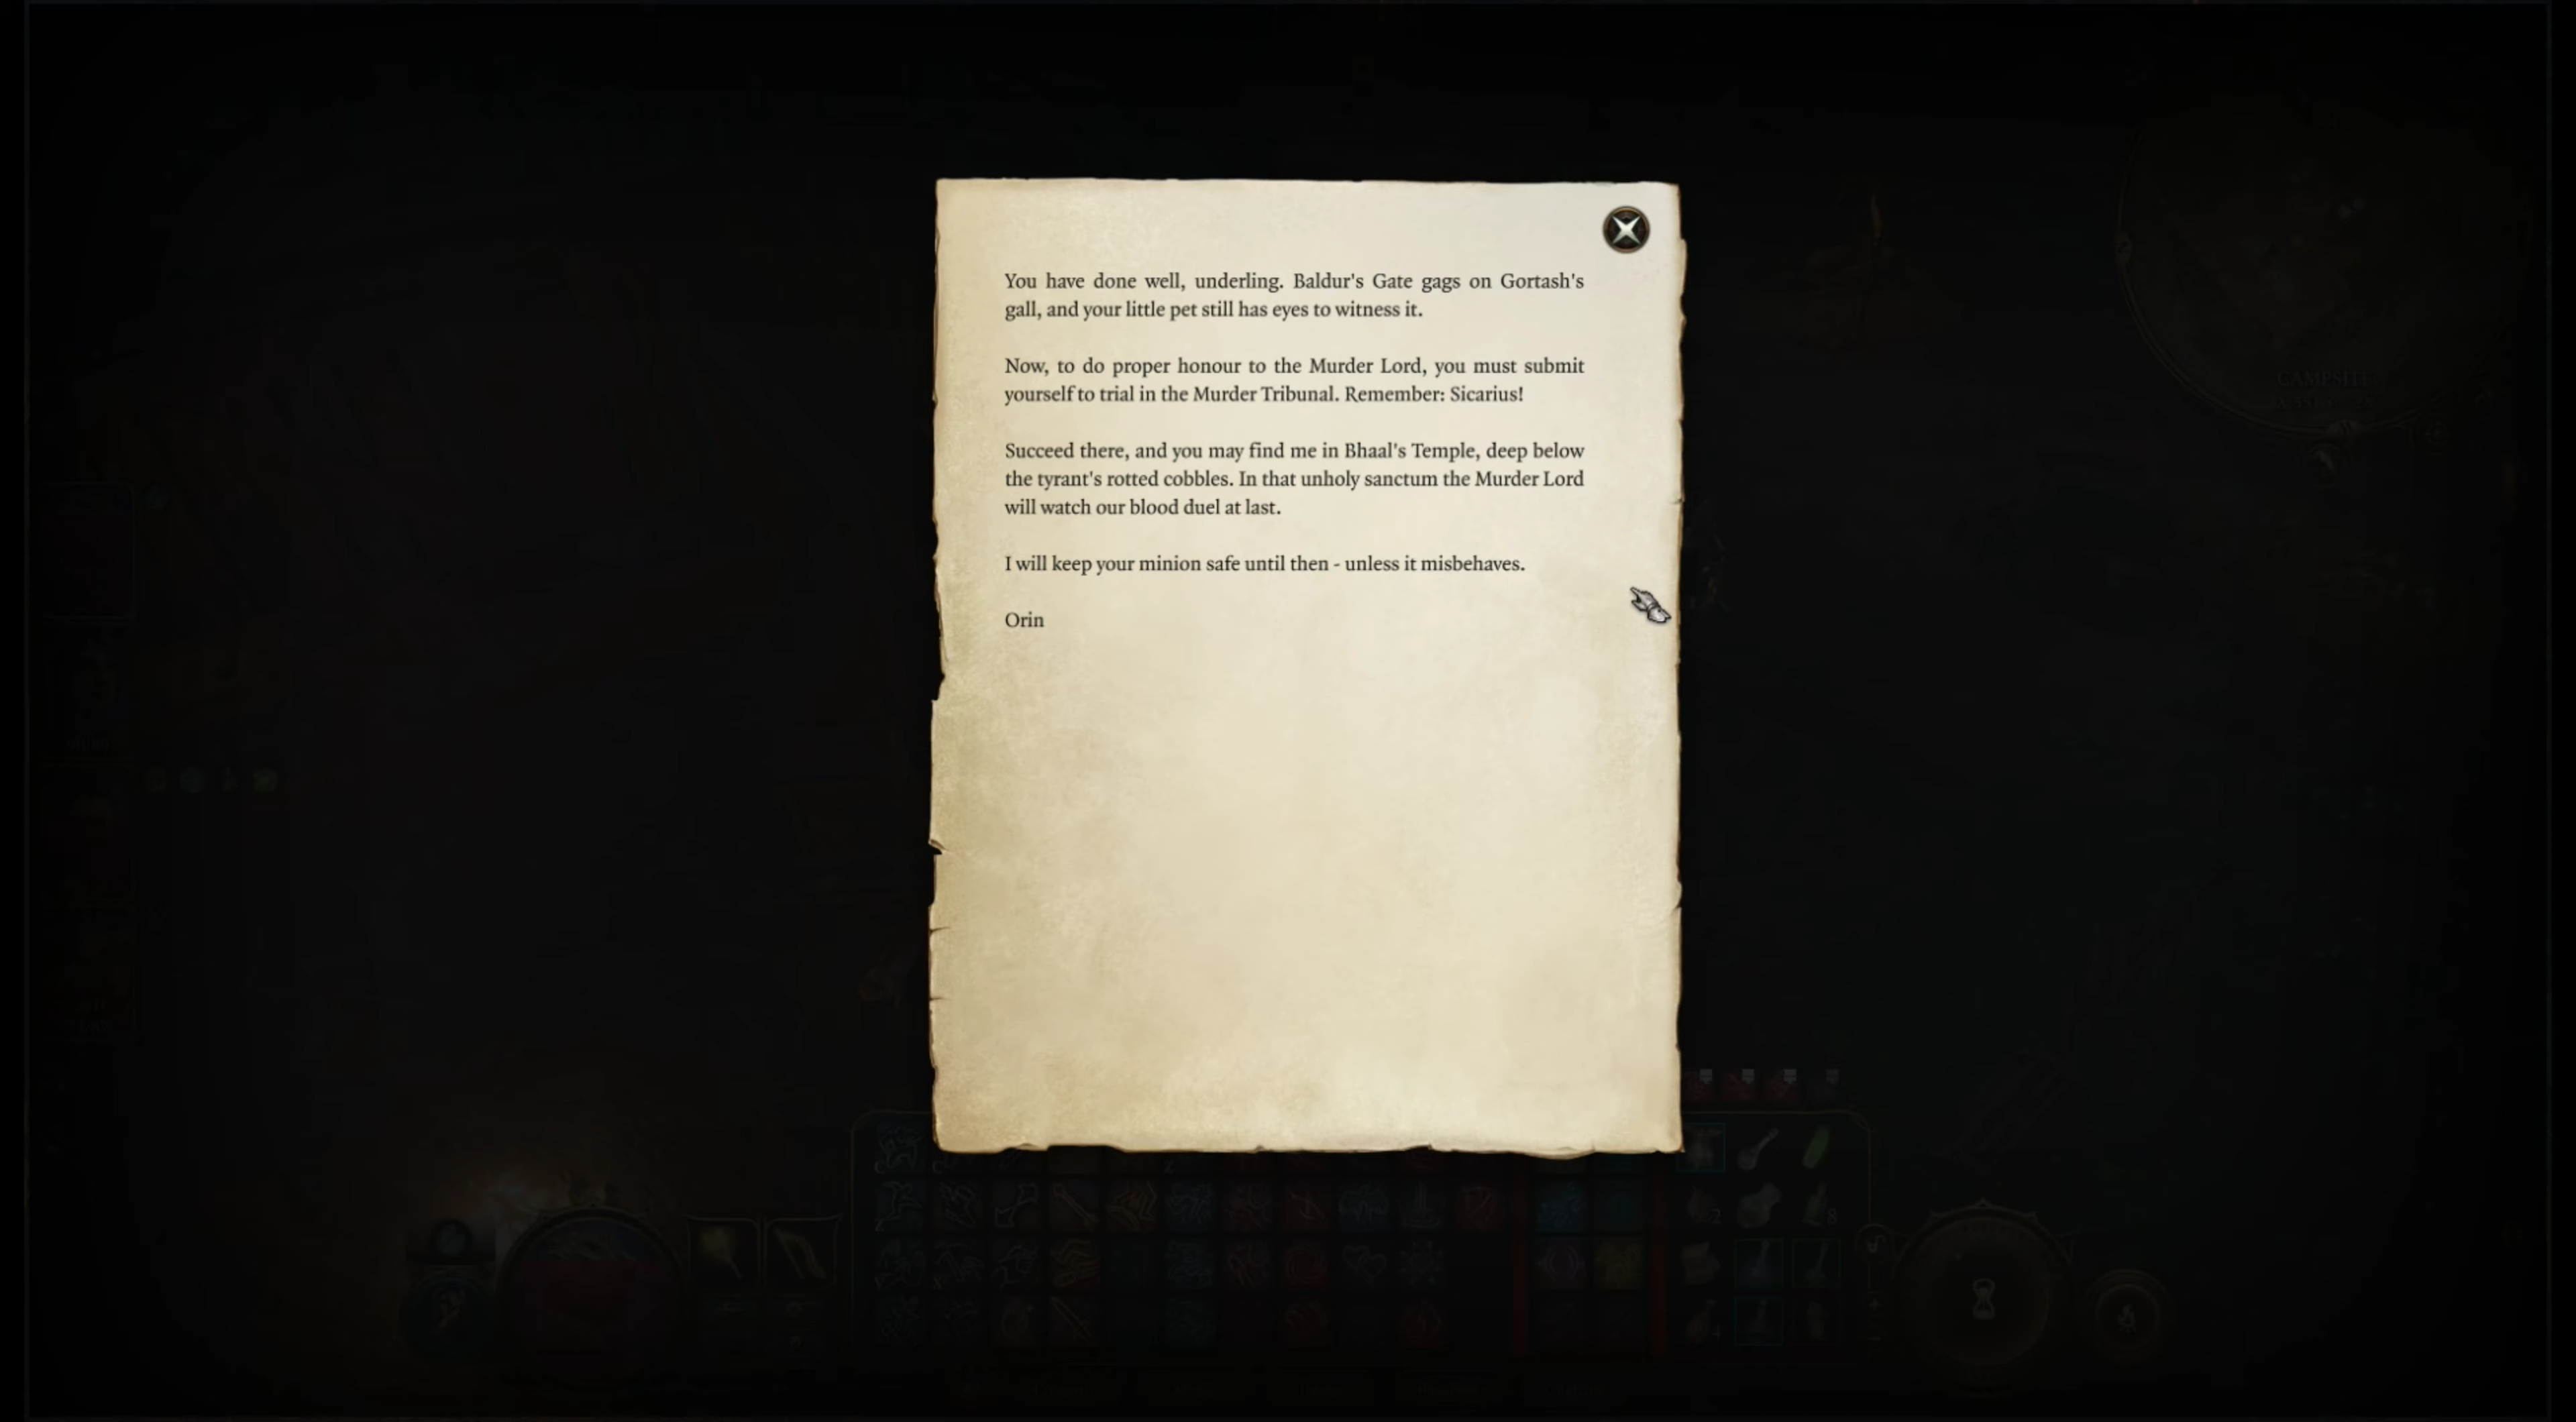 You have done well, underling. Baldur's Gate gags on Gortash's
gall, and your little pet still has eyes to witness it.
Now, to do proper honour to the Murder Lord, you must submit
yourself to trial in the Murder Tribunal. Remember: Sicarius!
Succeed there, and you may find me in Bhaal's Temple, deep below
the tyrant's rotted cobbles. In that unholy sanctum the Murder Lord
will watch our blood duel at last.
I will keep your minion safe until then - unless it misbehaves.
Orin
CAMPSITE